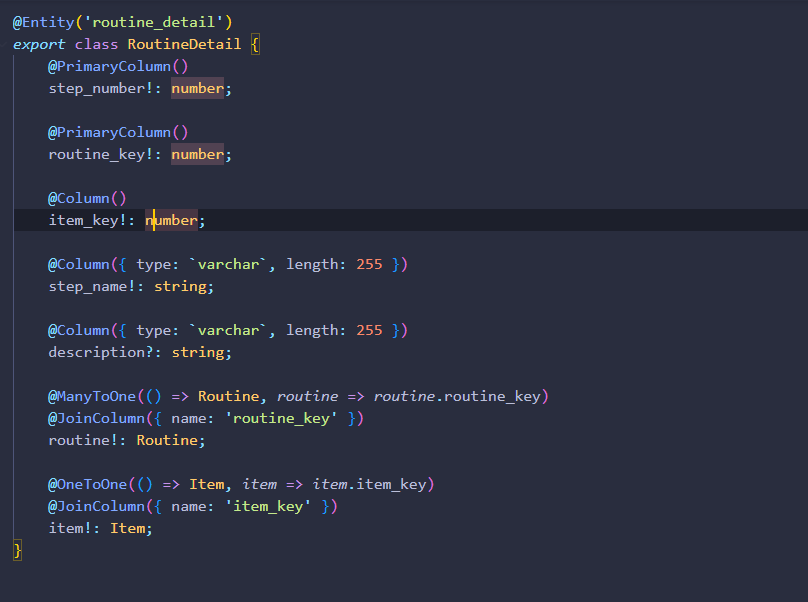 @Entity('routine_detail')
export class RoutineDetail {
@PrimaryColumn()
step_number!: number;
@PrimaryColumn()
routine_key!: number;
@Column()
item_key!: number;
@Column({ type: `varchar`, length: 255 })
step_name!: string;
@Column({ type: `varchar`, length: 255 })
description?: string;
@ManyToOne(() => Routine, routine => routine.routine_key)
@JoinColumn({ name: 'routine_key' })
routine!: Routine;
@OneToOne(() => Item, item => item.item_key)
@JoinColumn({ name: 'item_key' })
item!: Item;
}